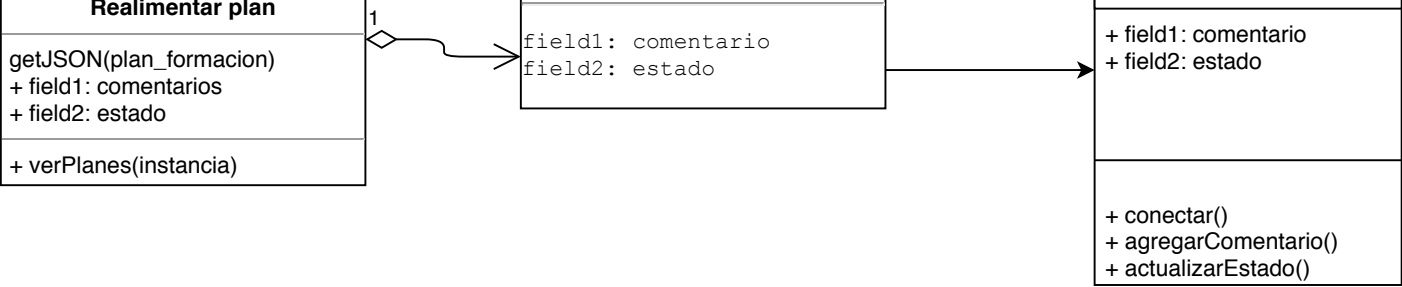 Realimentar plan
getJSON(plan_formacion)
+ field1: comentarios
+ field2: estado
+ verPlanes(instancia)
1
field1: comentario
field2: estado
+ field1: comentario
+ field2: estado
+ conectar()
+ agregarComentario()
+ actualizarEstado()